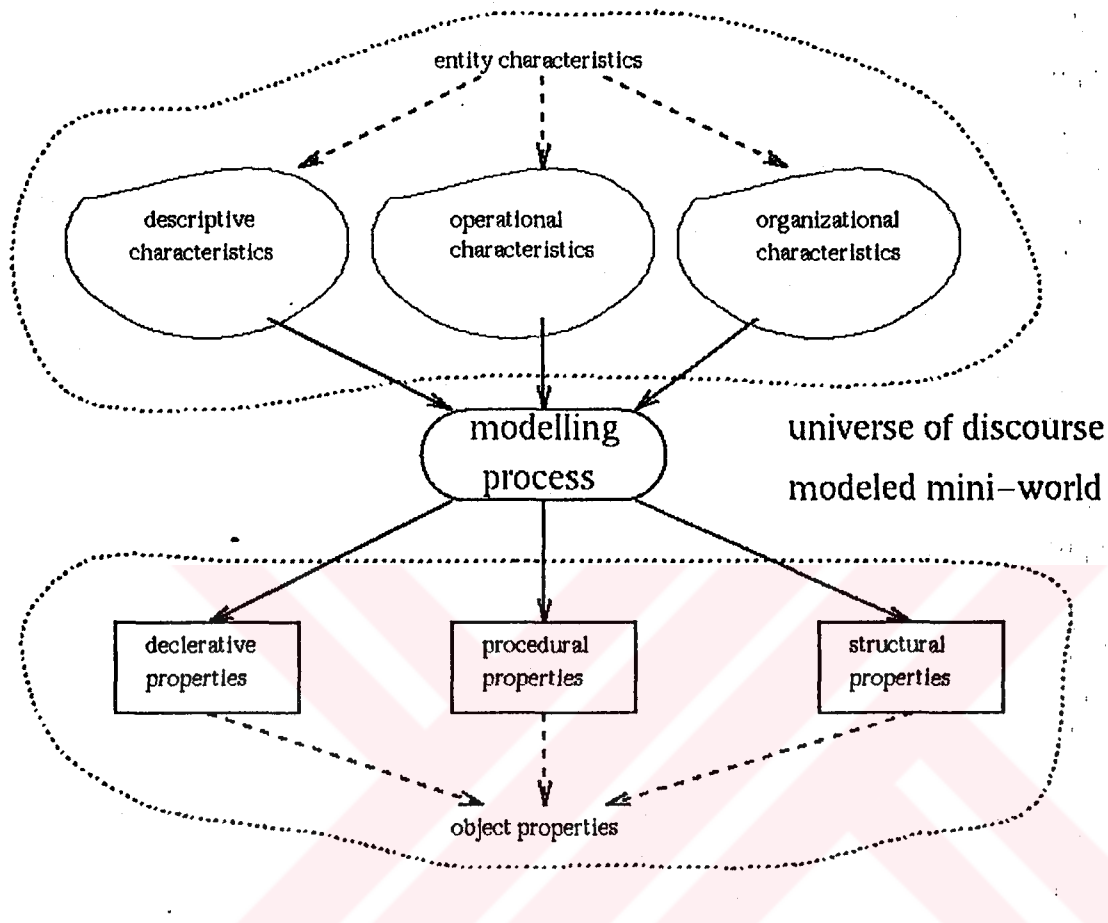 entity characteristics
descriptive
characteristics
operational
characteristics
organizational
characteristics
modelling
process
universe of discourse
modeled mini-world
declerative
properties
procedural
properties
structural
properties
object properties